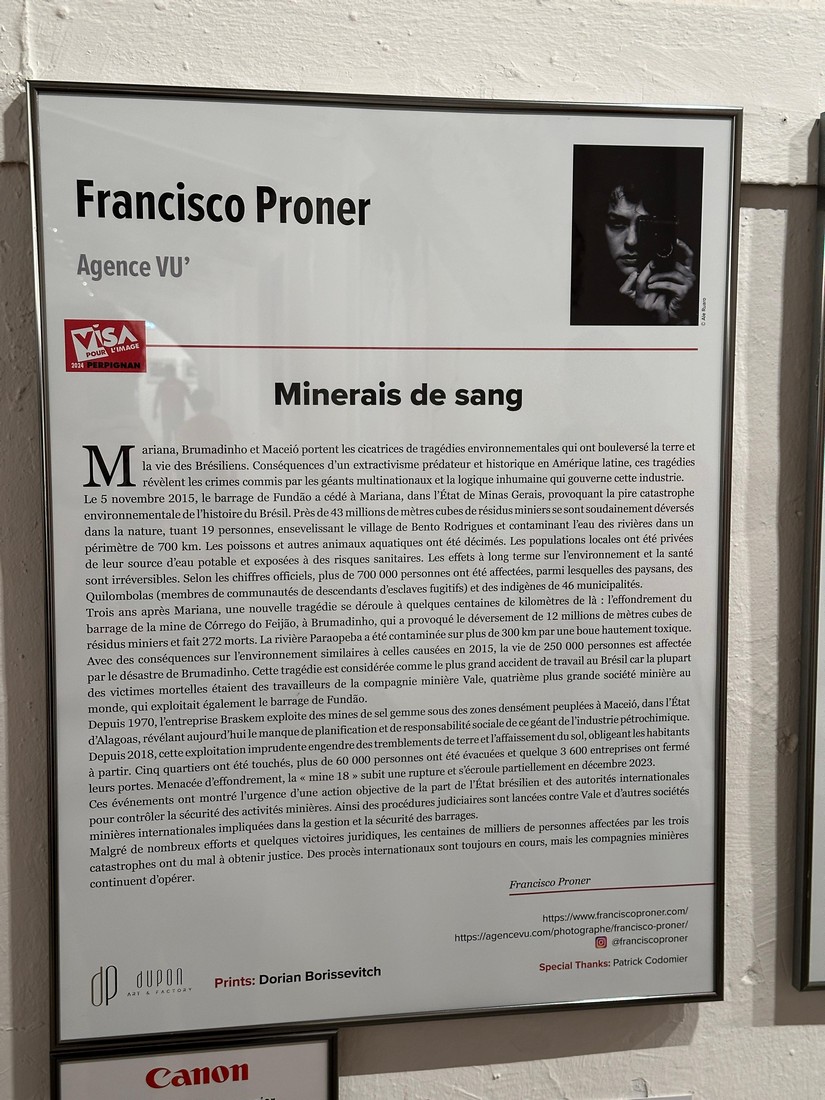 Francisco Proner
Agence VU’
ViSA
POUR L’IMAGE
2024 PERPIGNAN
Minerais de sang
Mariana, Brumadinho et Maceió portent les cicatrices de tragédies environnementales qui ont bouleversé la terre et
la vie des Brésiliens. Conséquences d’un extractivisme prédateur et historique en Amérique latine, ces tragédies
révèlent les crimes commis par les géants multinationaux et la logique inhumaine qui gouverne cette industrie.
Le 5 novembre 2015, le barrage de Fundão a cédé à Mariana, dans l’État de Minas Gerais, provoquant la pire catastrophe
environnementale de l’histoire du Brésil. Près de 43 millions de mètres cubes de résidus miniers se sont soudainement déversés
dans la nature, tuant 19 personnes, ensevelissant le village de Bento Rodrigues et contaminant l’eau des rivières dans un
périmètre de 700 km. Les poissons et autres animaux aquatiques ont été décimés. Les populations locales ont été privées
de leur source d’eau potable et exposées à des risques sanitaires. Les effets à long terme sur l’environnement et la santé
sont irréversibles. Selon les chiffres officiels, plus de 700 000 personnes ont été affectées, parmi lesquelles des paysans, des
Quilombolas (membres de communautés de descendants d’esclaves fugitifs) et des indigènes de 46 municipalités.
Trois ans après Mariana, une nouvelle tragédie se déroule à quelques centaines de kilomètres de là : l’effondrement du
barrage de la mine de Córrego do Feijão, à Brumadinho, qui a provoqué le déversement de 12 millions de mètres cubes de
résidus miniers et fait 272 morts. La rivière Paraopeba a été contaminée sur plus de 300 km par une boue hautement toxique.
Avec des conséquences sur l’environnement similaires à celles causées en 2015, la vie de 250 000 personnes est affectée
par le désastre de Brumadinho. Cette tragédie est considérée comme le plus grand accident de travail au Brésil car la plupart
des victimes mortelles étaient des travailleurs de la compagnie minière Vale, quatrième plus grande société minière au
monde, qui exploitait également le barrage de Fundão.
Depuis 1970, l’entreprise Braskem exploite des mines de sel gemme sous des zones densément peuplées à Maceió, dans l’État
d’Alagoas, révélant aujourd’hui le manque de planification et de responsabilité sociale de ce géant de l’industrie pétrochimique.
Depuis 2018, cette exploitation imprudente engendre des tremblements de terre et l’affaissement du sol, obligeant les habitants
à partir. Cinq quartiers ont été touchés, plus de 60 000 personnes ont été évacuées et quelque 3 600 entreprises ont fermé
leurs portes. Menacée d’effondrement, la « mine 18 » subit une rupture et s’écroule partiellement en décembre 2023.
Ces événements ont montré l’urgence d’une action objective de la part de l’État brésilien et des autorités internationales
pour contrôler la sécurité des activités minières. Ainsi des procédures judiciaires sont lancées contre Vale et d’autres sociétés
minières internationales impliquées dans la gestion et la sécurité des barrages.
Malgré de nombreux efforts et quelques victoires juridiques, les centaines de milliers de personnes affectées par les trois
catastrophes ont du mal à obtenir justice. Des procès internationaux sont toujours en cours, mais les compagnies minières
continuent d’opérer.
Francisco Proner
https://www.franciscoproner.com/
https://agencevu.com/photographe/francisco-proner/
@franciscoproner
Special Thanks: Patrick Codomier
dp DUPON
ART & FACTORY
Prints: Dorian Borissevitch
Canon